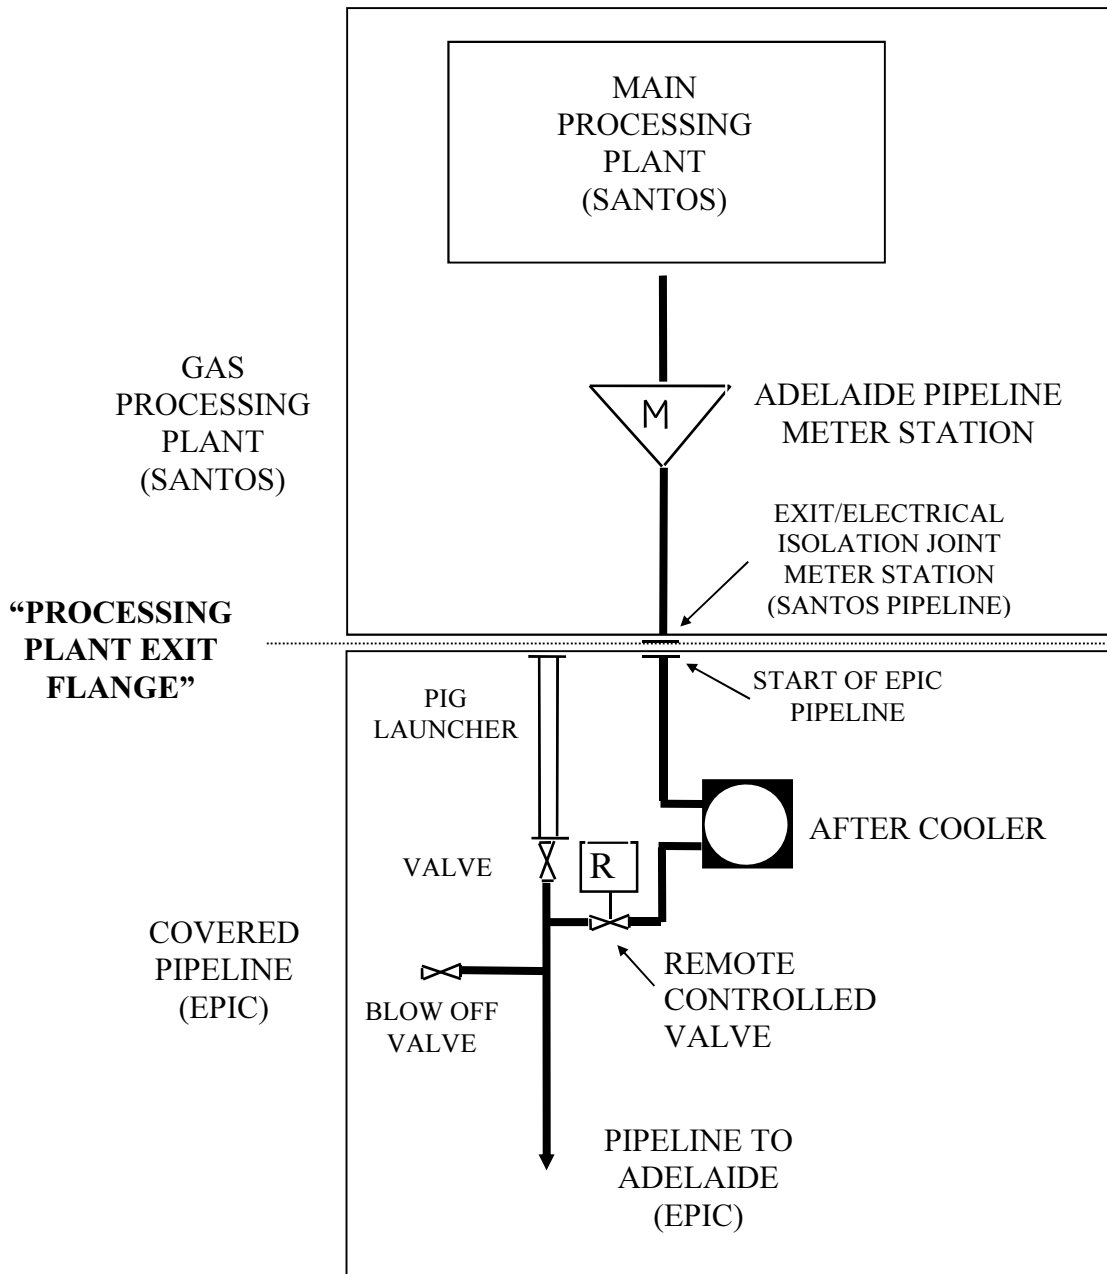 MAIN
PROCESSING
PLANT
(SANTOS)
GAS
PROCESSING
PLANT
(SANTOS)
M
ADELAIDE PIPELINE
METER STATION
EXIT/ELECTRICAL
ISOLATION JOINT
METER STATION
(SANTOS PIPELINE)
“PROCESSING
PLANT EXIT
FLANGE”
PIG
LAUNCHER
START OF EPIC
PIPELINE
AFTER COOLER
VALVE
R
COVERED
PIPELINE
(EPIC)
BLOW OFF
VALVE
REMOTE
CONTROLLED
VALVE
PIPELINE TO
ADELAIDE
(EPIC)